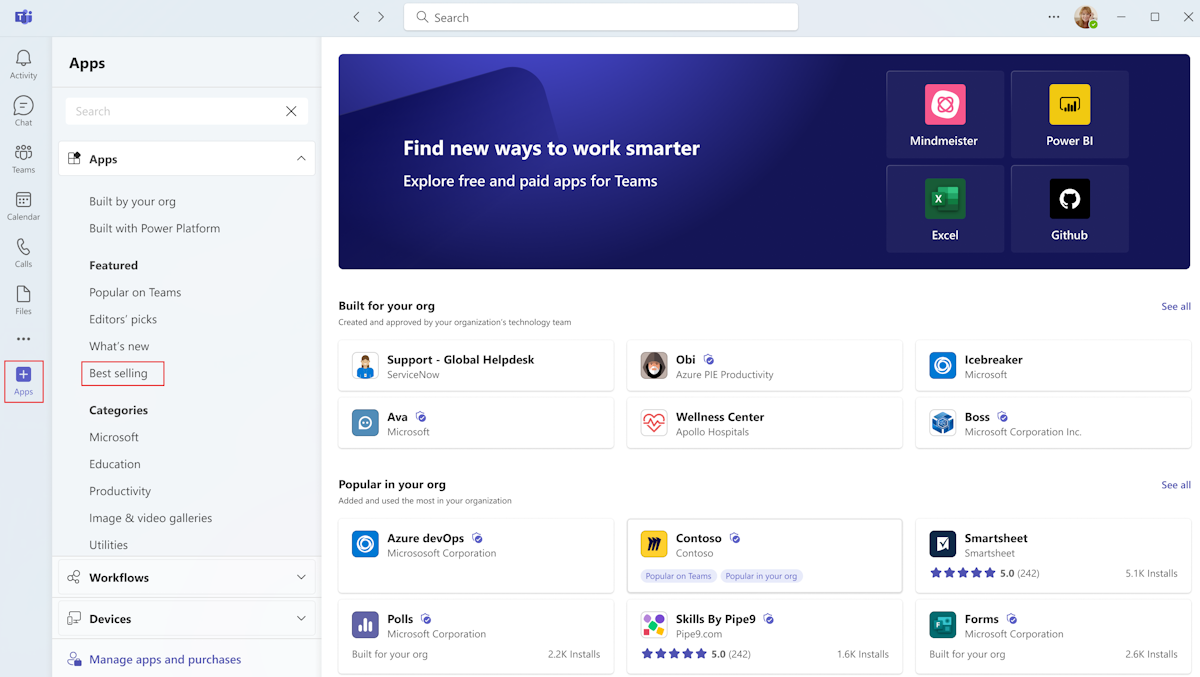 Search
Activity
Chat
Teams
Calendar
Calls
Files
Apps
Apps
Search
Apps
Built by your org
Built with Power Platform
Featured
Popular on Teams
Editors' picks
What's new
Best selling
Categories
Microsoft
Education
Productivity
Image & video galleries
Utilities
Workflows
Devices
Manage apps and purchases
Find new ways to work smarter
Explore free and paid apps for Teams
Mindmeister
Power BI
Excel
Github
Built for your org
See all
Created and approved by your organization's technology team
Support - Global Helpdesk
ServiceNow
Obi
Azure PIE Productivity
Icebreaker
Microsoft
Ava
Microsoft
Wellness Center
Apollo Hospitals
Boss
Microsoft Corporation Inc.
Popular in your org
See all
Added and used the most in your organization
Azure devOps
Micrososoft Corporation
Contoso
Contoso
Popular on Teams
Popular in your org
Smartsheet
Smartsheet
5.0 (242)
5.1K Installs
Polls
Microsoft Corporation
Built for your org
2.2K Installs
Skills By Pipe9
Pipe9.com
5.0 (242)
1.6K Installs
Forms
Microsoft Corporation
Built for your org
2.6K Installs